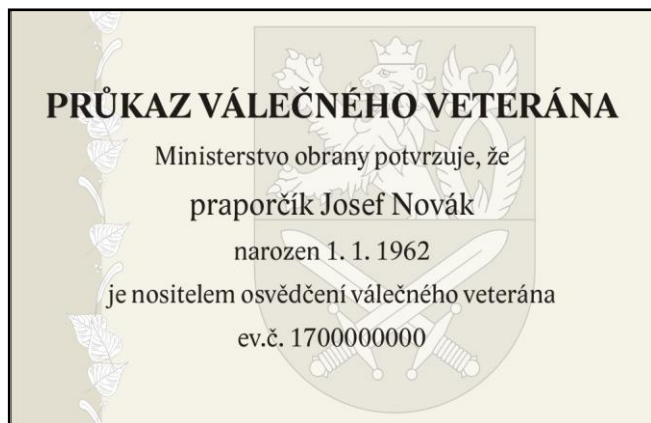 PRŮKAZ VÁLEČNÉHO VETERÁNA
Ministerstvo obrany potvrzuje, že
praporčík Josef Novák
narozen 1. 1. 1962
je nositelem osvědčení válečného veterána
ev.č. 1700000000